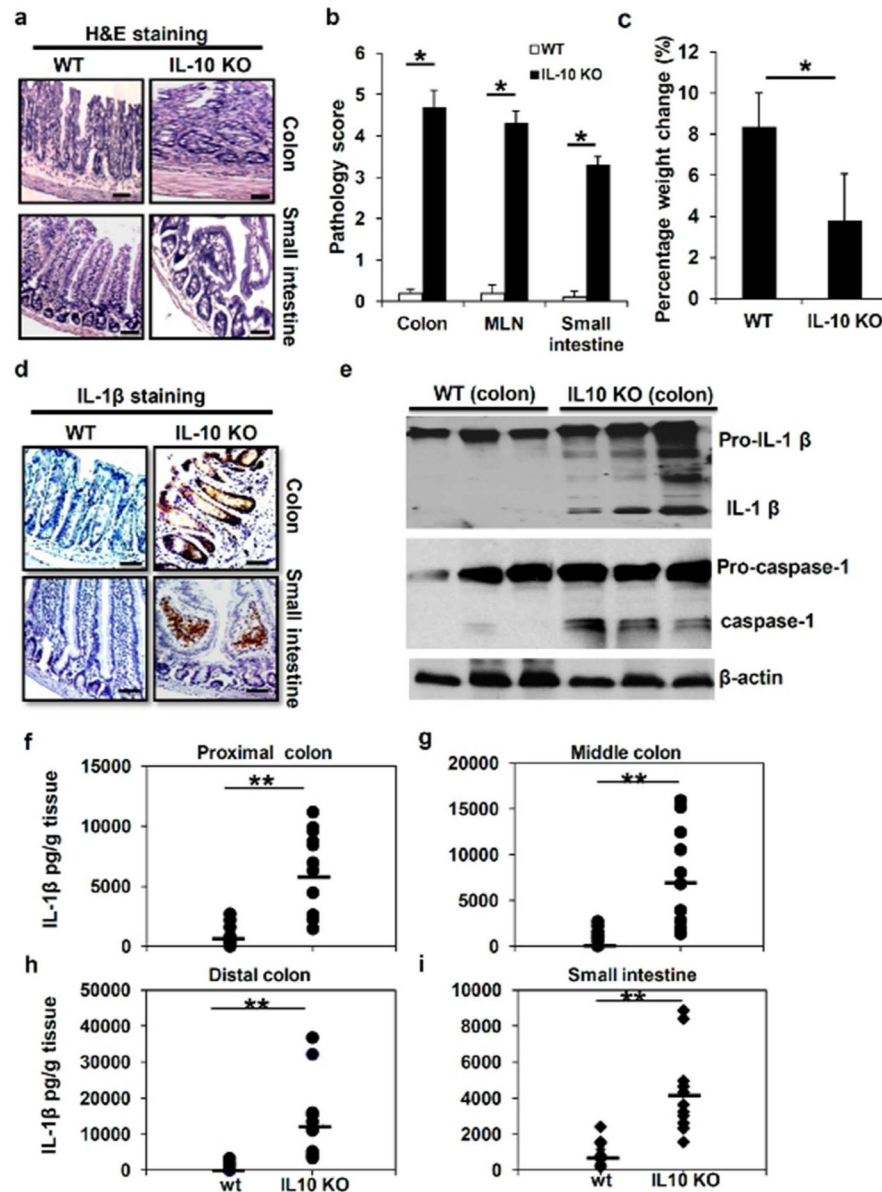 a
H&E staining
WT IL-10 KO
Colon
Small intestine
b
Pathology score
6
5
4
3
2
1
0
WT
IL-10 KO
*
*
*
Colon MLN Small
intestine
c
Percentage weight change (%)
12
10
8
6
4
2
0
*
WT IL-10 KO
d
IL-1β staining
WT IL-10 KO
Colon
Small intestine
e
WT (colon) IL10 KO (colon)
Pro-IL-1 β
IL-1 β
Pro-caspase-1
caspase-1
β-actin
f
Proximal colon
IL-1β pg/g tissue
15000
10000
5000
0
**
g
Middle colon
20000
15000
10000
5000
0
**
h
Distal colon
IL-1β pg/g tissue
50000
40000
30000
20000
10000
0
**
wt IL10 KO
i
Small intestine
10000
8000
6000
4000
2000
0
**
wt IL10 KO